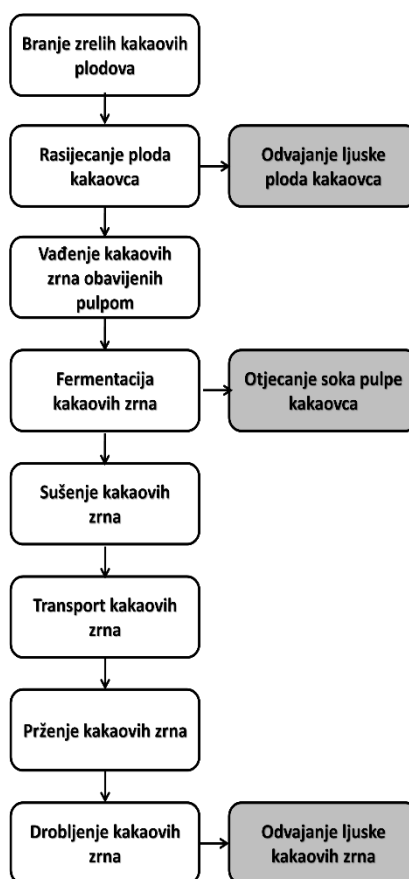 Branje zrelih kakaovih
plodova
Rasijecanje ploda
kakaovca
Odvajanje ljuske
ploda kakaovca
Vađenje kakaovih
zrna obavijenih
pulpom
Fermentacija
kakaovih zrna
Otjecanje soka pulpe
kakaovca
Sušenje kakaovih
zrna
Transport kakaovih
zrna
Prženje kakaovih zrna
Drobljenje kakaovih
zrna
Odvajanje ljuske
kakaovih zrna